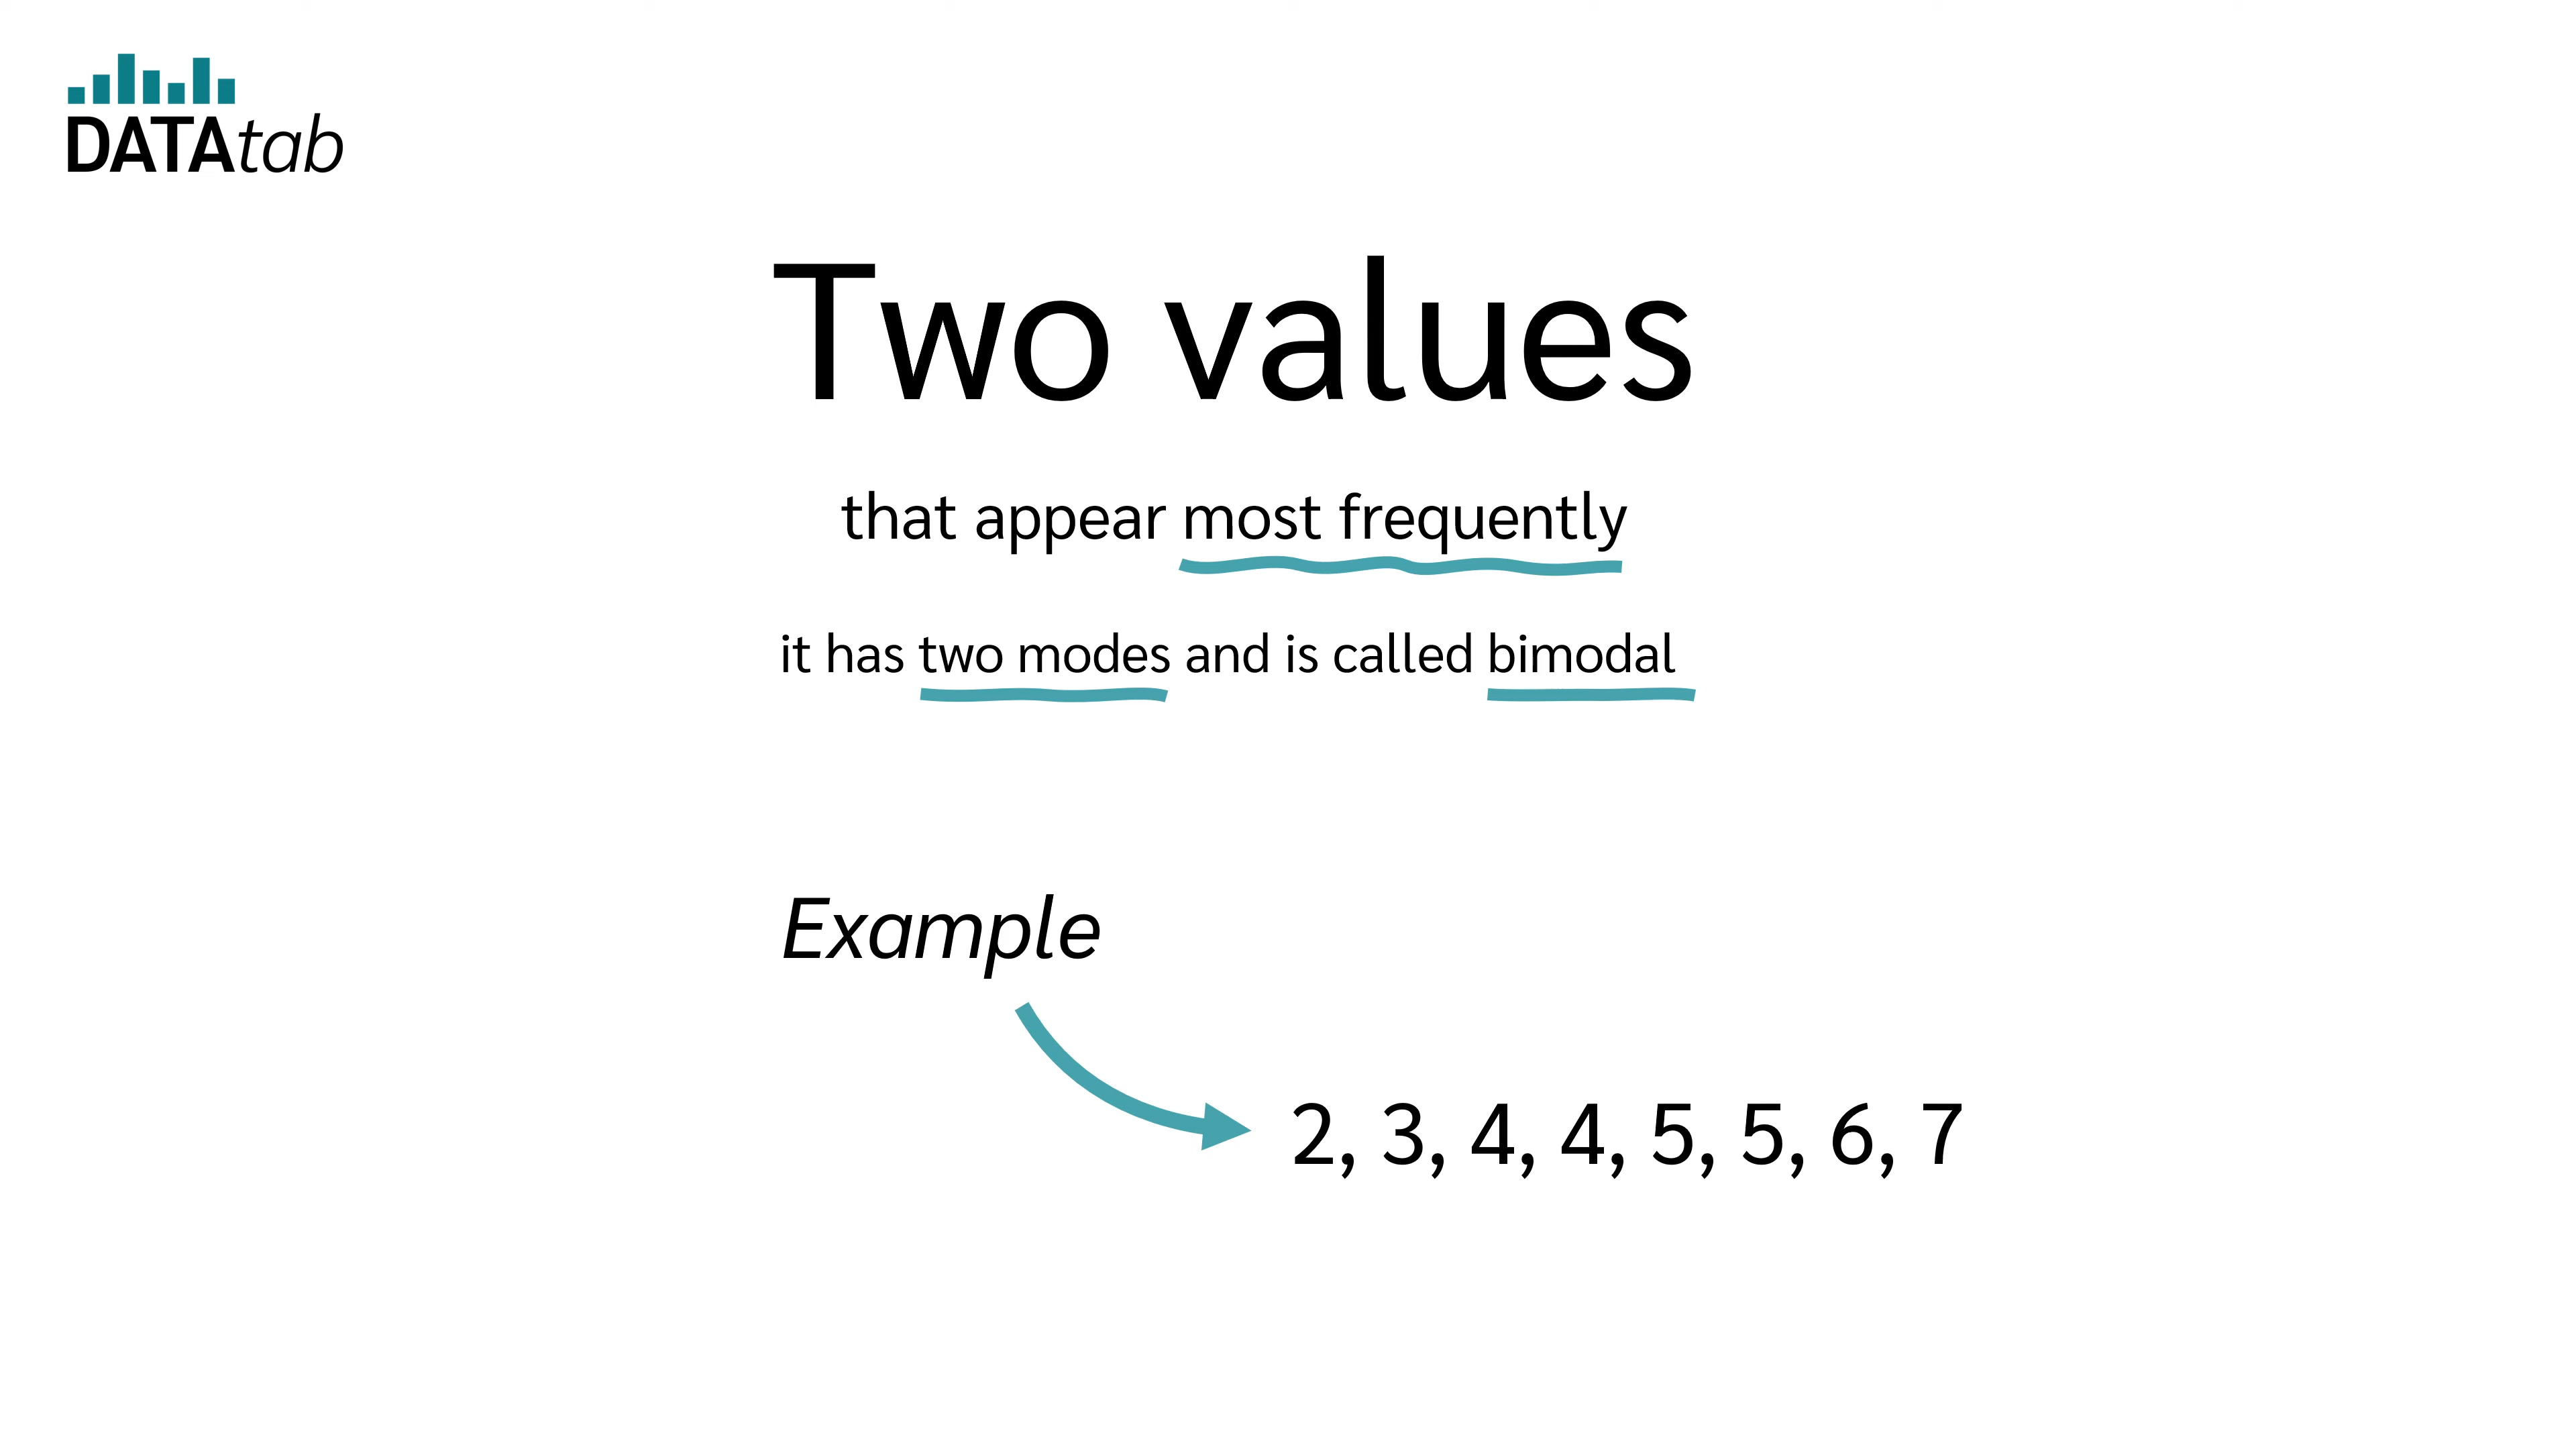 DATAtab
Two values
that appear most frequently
it has two modes and is called bimodal
Example
2, 3, 4, 4, 5, 5, 6, 7